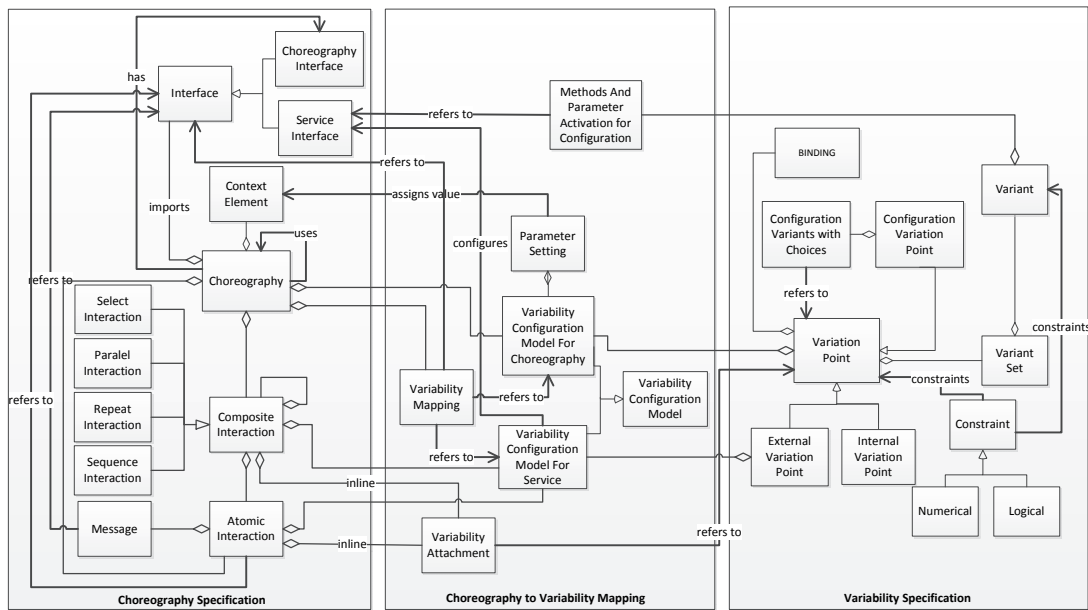 Choreography
Interface
has
Interface
Service
Interface
Methods And
Parameter
Activation for
Configuration
refers to
BINDING
refers to
Context
Element
assigns value
Variant
imports
uses
configures
Parameter
Setting
Configuration
Variants with
Choices
Configuration
Variation
Point
refers to
Choreography
refers to
Select
Interaction
Variability
Configuration
Model For
Choreography
Variation
Point
constraints
Variant
Set
Paralel
Interaction
refers to
Variability
Mapping
refers to
Variability
Configuration
Model
constraints
Repeat
Interaction
Composite
Interaction
Constraint
External
Variation
Point
Internal
Variation
Point
Sequence
Interaction
refers to
Variability
Configuration
Model For
Service
inline
Numerical
Logical
Message
Atomic
Interaction
inline
Variability
Attachment
refers to
Choreography Specification
Choreography to Variability Mapping
Variability Specification